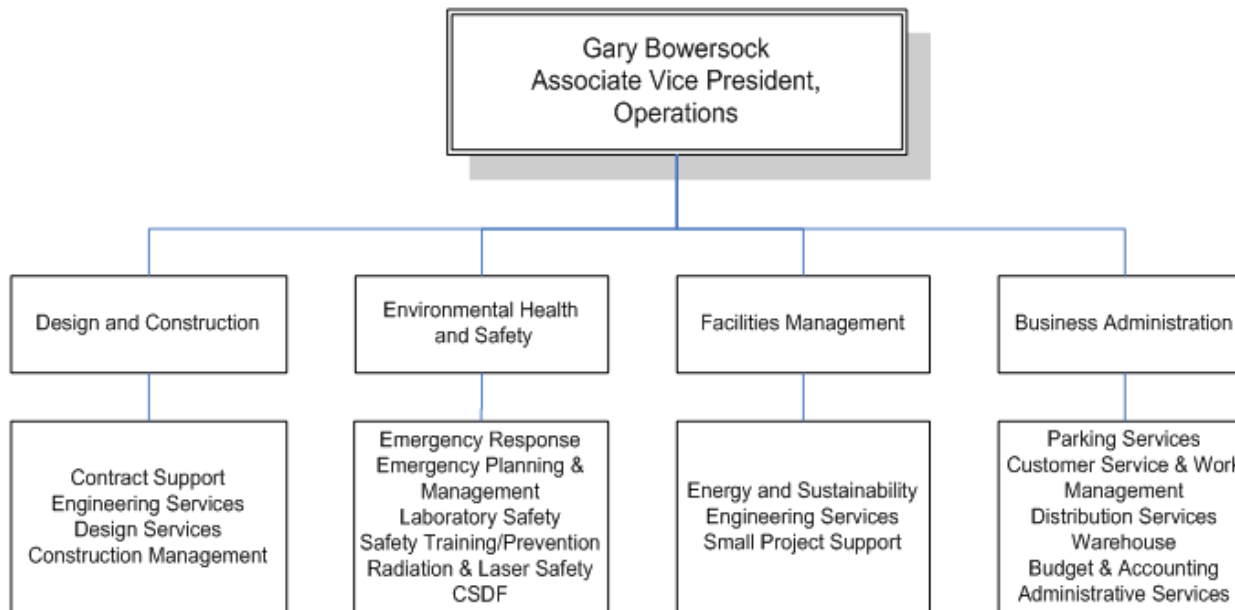 Gary Bowersock
Associate Vice President,
Operations
Design and Construction
Environmental Health
and Safety
Facilities Management
Business Administration
Contract Support
Engineering Services
Design Services
Construction Management
Emergency Response
Emergency Planning &
Management
Laboratory Safety
Safety Training/Prevention
Radiation & Laser Safety
CSDF
Energy and Sustainability
Engineering Services
Small Project Support
Parking Services
Customer Service & Work
Management
Distribution Services
Warehouse
Budget & Accounting
Administrative Services